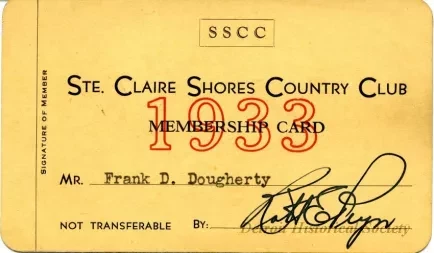 SSCC
SIGNATURE OF MEMBER
STE. CLAIRE SHORES COUNTRY CLUB
1933
MEMBERSHIP CARD
MR. Frank D. Dougherty
NOT TRANSFERABLE BY:
Detroit Historical Society